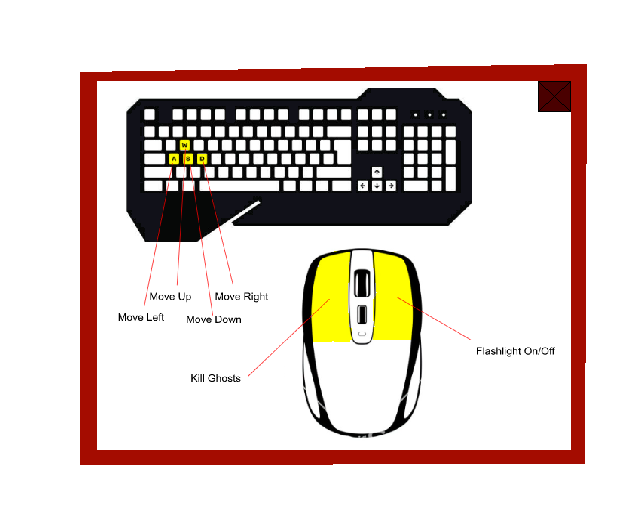 W
A B D
Move Up Move Right
Move Left Move Down
Flashlight On/Off
Kill Ghosts